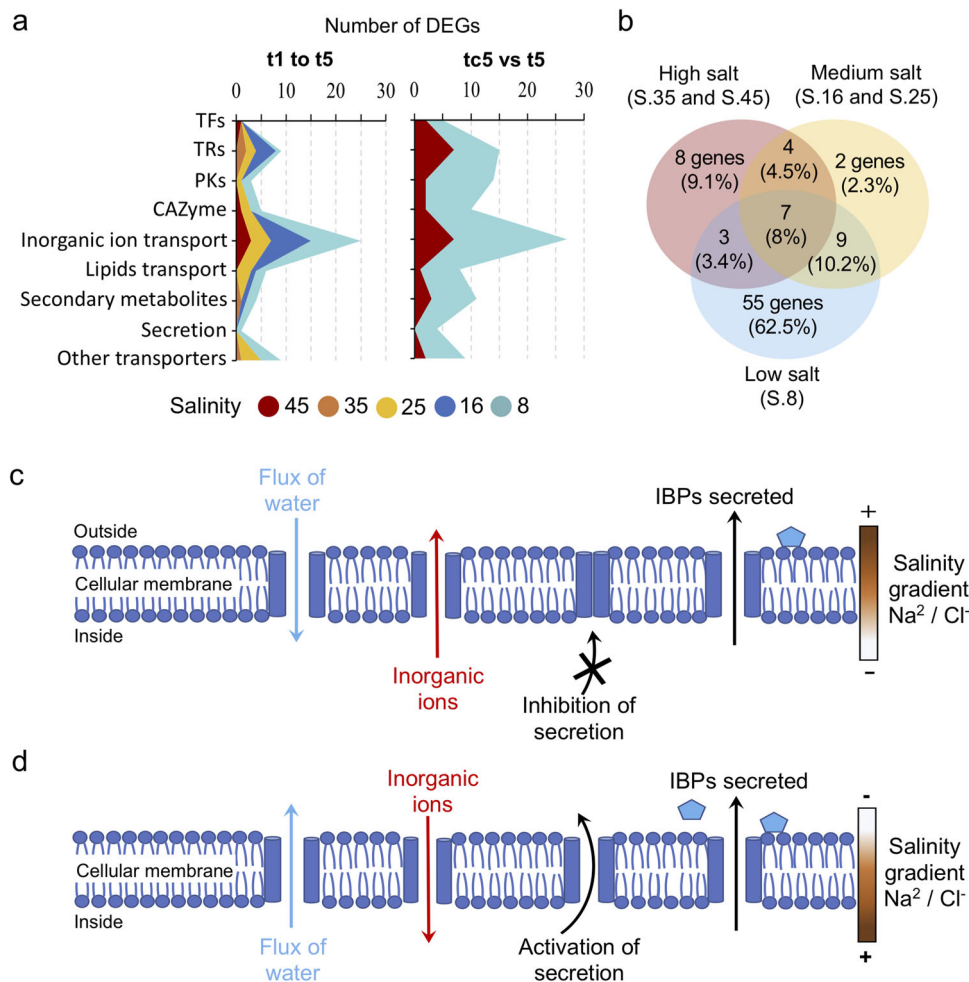 a
Number of DEGs
t1 to t5
tc5 vs t5
0 10 20 30
0 10 20 30
TFs
TRs
PKs
CAZyme
Inorganic ion transport
Lipids transport
Secondary metabolites
Secretion
Other transporters
Salinity 45 35 25 16 8
b
High salt
(S.35 and S.45)
Medium salt
(S.16 and S.25)
8 genes
(9.1%)
4
(4.5%)
2 genes
(2.3%)
7
(8%)
3
(3.4%)
9
(10.2%)
55 genes
(62.5%)
Low salt
(S.8)
c
Flux of
water
IBPs secreted
Outside
Cellular membrane
Inside
Inorganic
ions
Inhibition of
secretion
+
Salinity
gradient
Na² / Cl⁻
-
d
Inorganic
ions
IBPs secreted
Cellular membrane
Inside
Flux of
water
Activation of
secretion
-
Salinity
gradient
Na² / Cl⁻
+